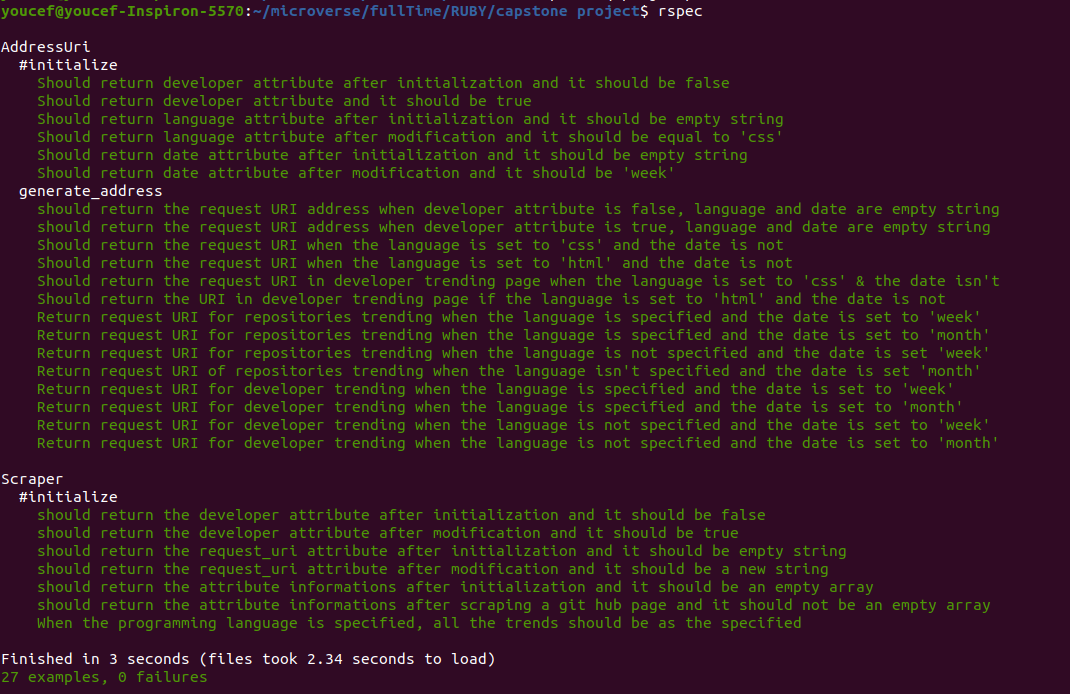 youcef@youcef-Inspiron-5570:~/microverse/fullTime/RUBY/capstone project$ rspec
AddressUri
#initialize
Should return developer attribute after initialization and it should be false
Should return developer attribute and it should be true
Should return language attribute after initialization and it should be empty string
Should return language attribute after modification and it should be equal to 'css'
Should return date attribute after initialization and it should be empty string
Should return date attribute after modification and it should be 'week'
generate_address
should return the request URI address when developer attribute is false, language and date are empty string
should return the request URI address when developer attribute is true, language and date are empty string
Should return the request URI when the language is set to 'css' and the date is not
Should return the request URI when the language is set to 'html' and the date is not
Should return the request URI in developer trending page when the language is set to 'css' & the date isn't
Should return the URI in developer trending page if the language is set to 'html' and the date is not
Return request URI for repositories trending when the language is specified and the date is set to 'week'
Return request URI for repositories trending when the language is specified and the date is set to 'month'
Return request URI for repositories trending when the language is not specified and the date is set 'week'
Return request URI of repositories trending when the language isn't specified and the date is set 'month'
Return request URI for developer trending when the language is specified and the date is set to 'week'
Return request URI for developer trending when the language is specified and the date is set to 'month'
Return request URI for developer trending when the language is not specified and the date is set to 'week'
Return request URI for developer trending when the language is not specified and the date is set to 'month'
Scraper
#initialize
should return the developer attribute after initialization and it should be false
should return the developer attribute after modification and it should be true
should return the request_uri attribute after initialization and it should be empty string
should return the request_uri attribute after modification and it should be a new string
should return the attribute informations after initialization and it should be an empty array
should return the attribute informations after scraping a git hub page and it should not be an empty array
When the programming language is specified, all the trends should be as the specified
Finished in 3 seconds (files took 2.34 seconds to load)
27 examples, 0 failures